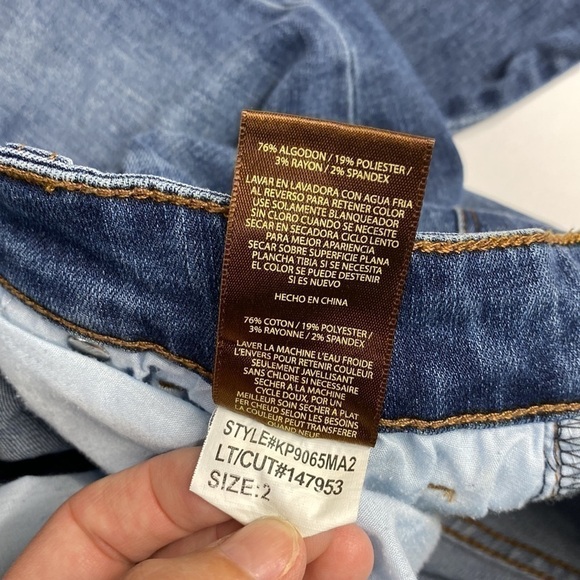 76% ALGODON / 19% POLIESTER /
3% RAYON / 2% SPANDEX
LAVAR EN LAVADORA CON AGUA FRIA
AL REVERSO PARA RETENER COLOR
USE SOLAMENTE BLANQUEADOR
SIN CLORO CUANDO SE NECESITE
SECAR EN SECADORA CICLO LENTO
PARA MEJOR APARIENCIA
SECAR SOBRE SUPERFICIE PLANA
PLANCHA TIBIA SI SE NECESITA
EL COLOR SE PUEDE DESTENIR
SI ES NUEVO
HECHO EN CHINA
76% COTON / 19% POLYESTER /
3% RAYONNE / 2% SPANDEX
LAVER LA MACHINE L'EAU FROIDE
L'ENVERS POUR RETENIR COULEUR
SEULEMENT JAVELLISANT
SANS CHLORE SI NECESSAIRE
SECHER A LA MACHINE
CYCLE DOUX, POUR UN
MEILLEUR SECHER A PLAT
FER CHEUD SELON LES BESOINS
LA COULEUR PEUT TRANSFERER
QUAND NEUF
STYLE#KP9065MA2
LT/CUT#147953
SIZE:2